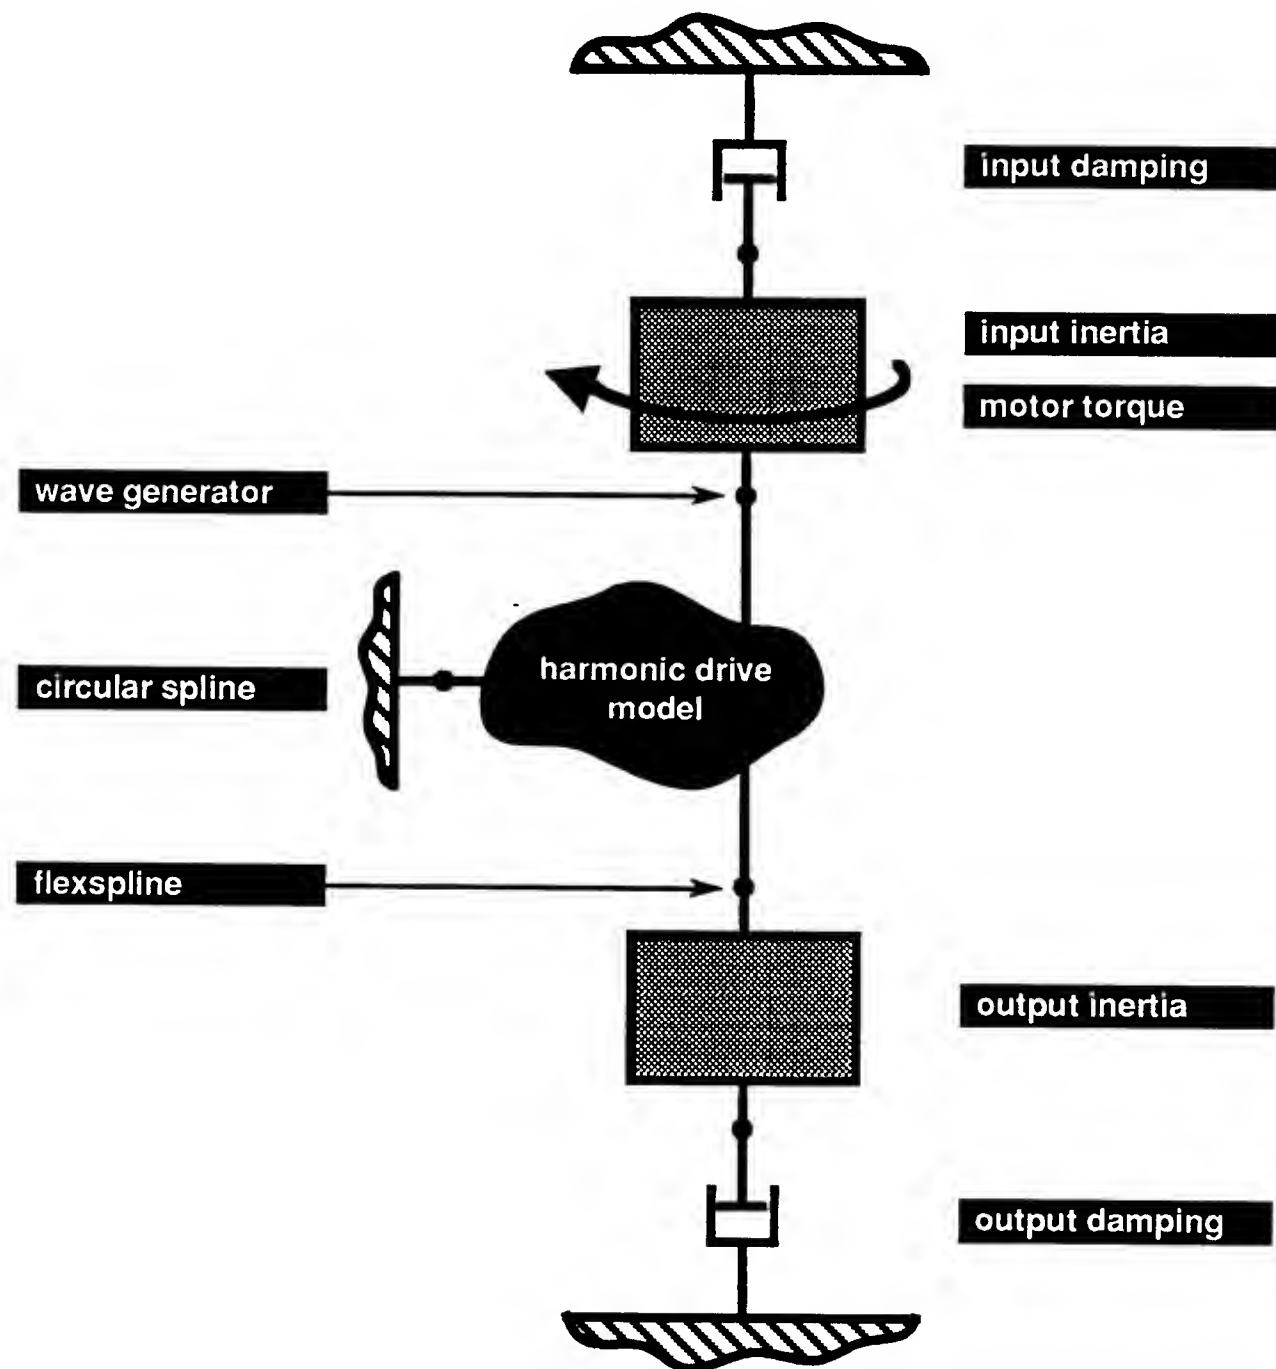 input damping
input inertia
motor torque
wave generator
harmonic drive
model
circular spline
flexspline
output inertia
output damping